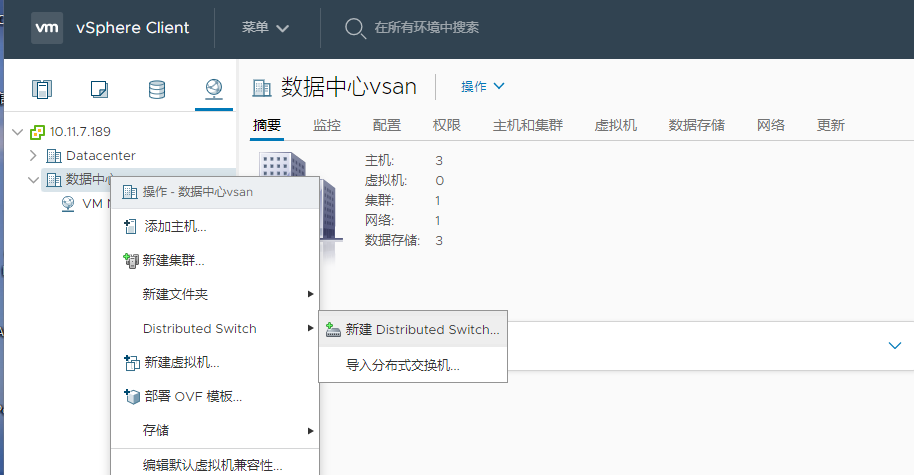 vm vSphere Client 菜单 在所有环境中搜索
数据中心vsan 操作
摘要 监控 配置 权限 主机和集群 虚拟机 数据存储 网络 更新
10.11.7.189
Datacenter
数据中心
VM
主机: 3
虚拟机: 0
集群: 1
网络: 1
数据存储: 3
操作 - 数据中心vsan
添加主机...
新建集群...
新建文件夹
Distributed Switch
新建虚拟机...
部署 OVF 模板...
存储
编辑默认虚拟机兼容性...
新建 Distributed Switch...
导入分布式交换机...